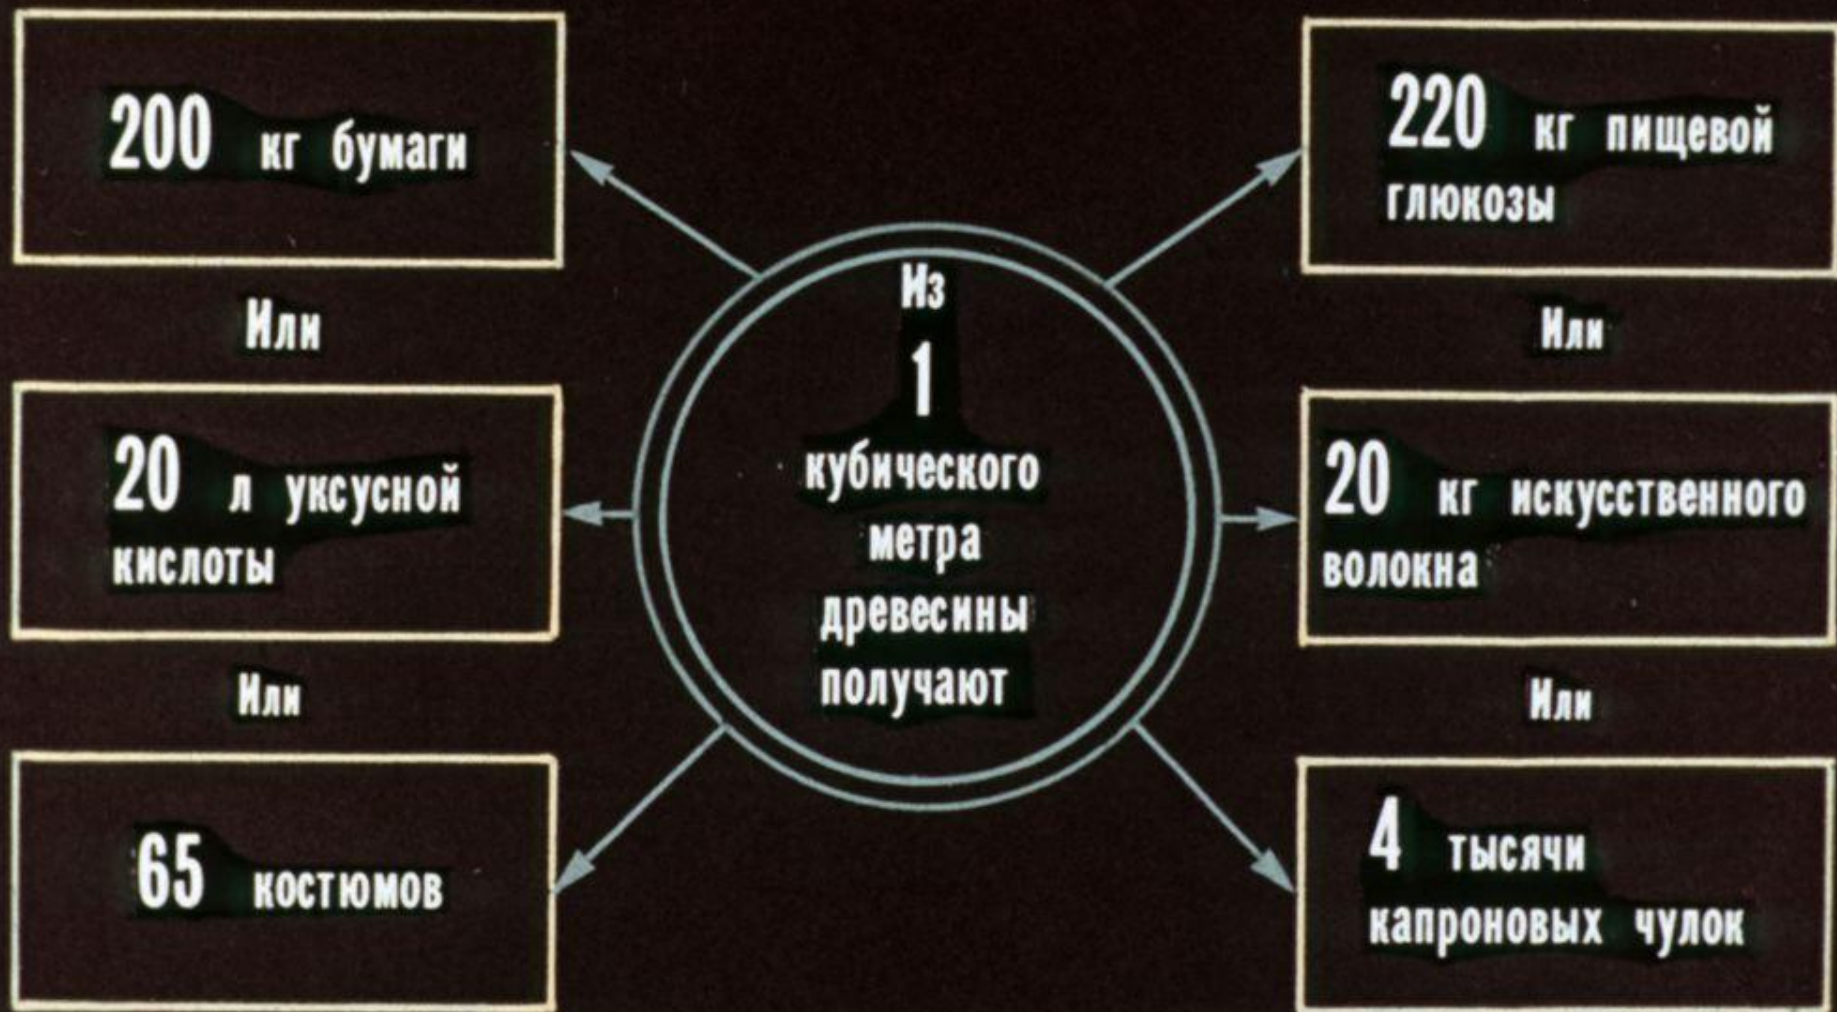 200 кг бумаги
Или
20 л уксусной
кислоты
Или
65 костюмов
Из
1
кубического
метра
древесины
получают
220 кг пищевой
глюкозы
Или
20 кг искусственного
волокна
Или
4 тысячи
капроновых чулок